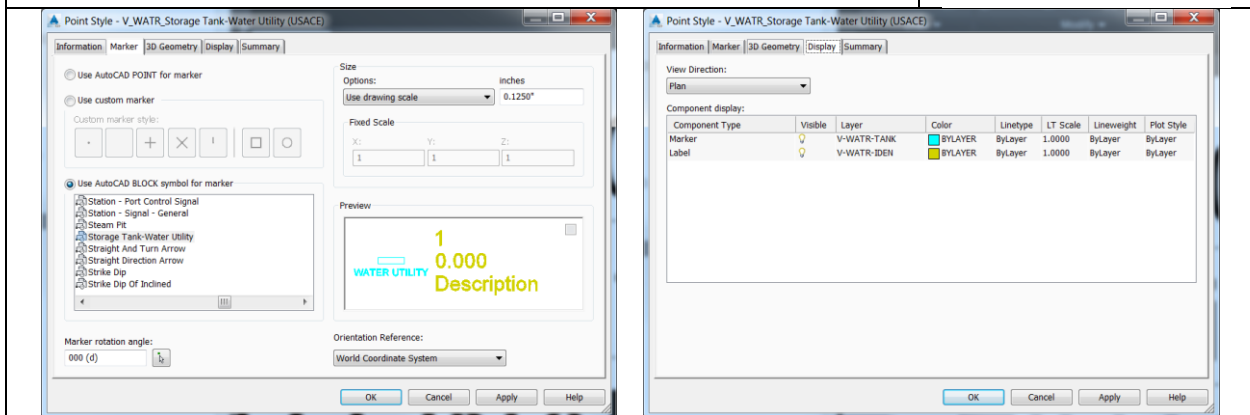 Point Style - V_WATR_Storage Tank-Water Utility (USACE)
Information Marker 3D Geometry Display Summary
Use AutoCAD POINT for marker
Use custom marker
Custom marker style:
Use AutoCAD BLOCK symbol for marker
Station - Port Control Signal
Station - Signal - General
Steam Pit
Storage Tank-Water Utility
Straight And Turn Arrow
Straight Direction Arrow
Strike Dip
Strike Dip Of Inclined
Marker rotation angle:
000 (d)
Size
Options: inches
Use drawing scale 0.1250"
Fixed Scale
X: Y: Z:
1 1 1
Preview
1
0.000
WATER UTILITY
Description
Orientation Reference:
World Coordinate System
OK Cancel Apply Help
Point Style - V_WATR_Storage Tank-Water Utility (USACE)
Information Marker 3D Geometry Display Summary
View Direction:
Plan
Component display:
Component Type Visible Layer Color Linetype LT Scale Lineweight Plot Style
Marker V-WATR-TANK BYLAYER ByLayer 1.0000 ByLayer ByLayer
Label V-WATR-IDEN BYLAYER ByLayer 1.0000 ByLayer ByLayer
OK Cancel Apply Help